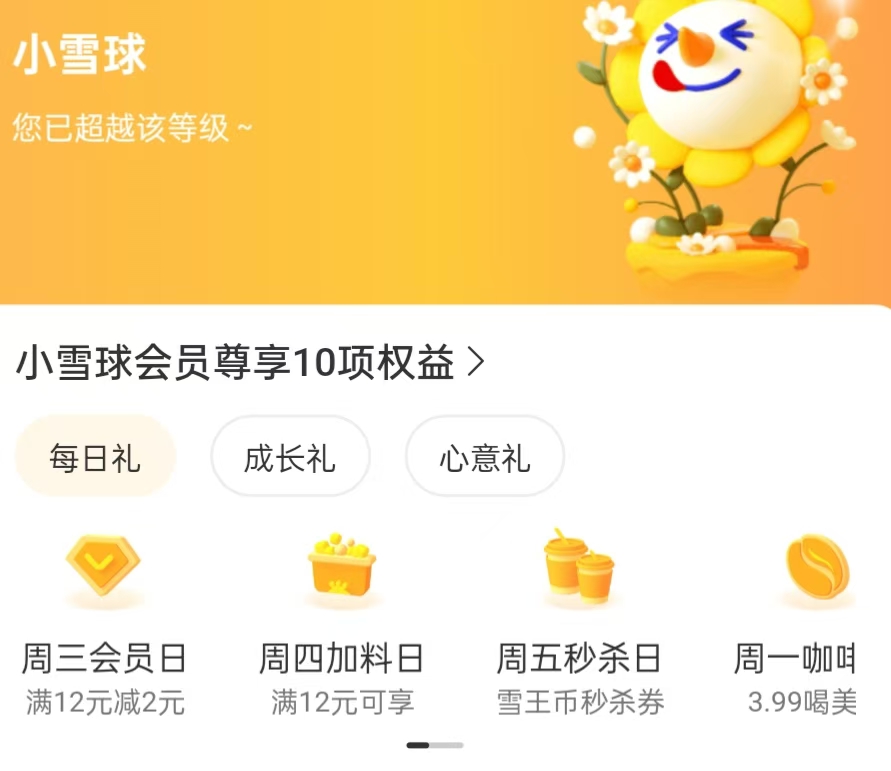 小雪球
您已超越该等级~
小雪球会员尊享10项权益
每日礼
成长礼
心意礼
周三会员日
周四加料日
周五秒杀日
周一咖
满12元减2元
满12元可享
雪王币秒杀券
3.99喝美